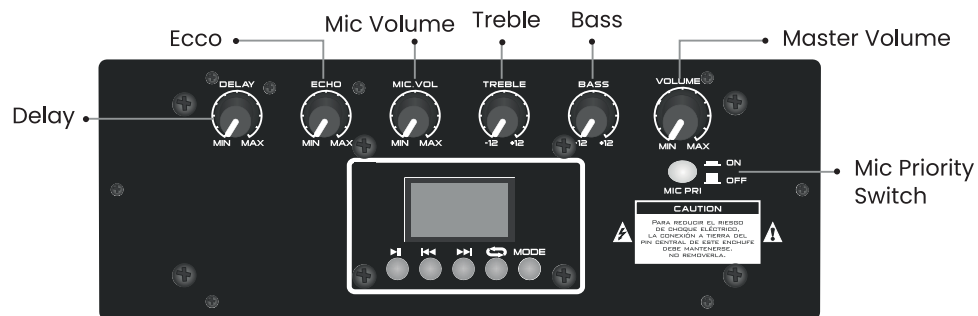 Ecco
Mic Volume
Treble
Bass
Master Volume
Delay
DELAY
ECHO
MIC.VOL
TREBLE
BASS
VOLUME
MIN MAX
MIN MAX
MIN MAX
-12 +12
-12 +12
MIN MAX
ON
OFF
MIC PRI
Mic Priority
Switch
CAUTION
PARA REDUCIR EL RIESGO
DE CHOQUE ELÉCTRICO,
LA CONEXIÓN A TIERRA DEL
PIN CENTRAL DE ESTE ENCHUFE
DEBE MANTENERSE.
NO REMOVERLA.
MODE